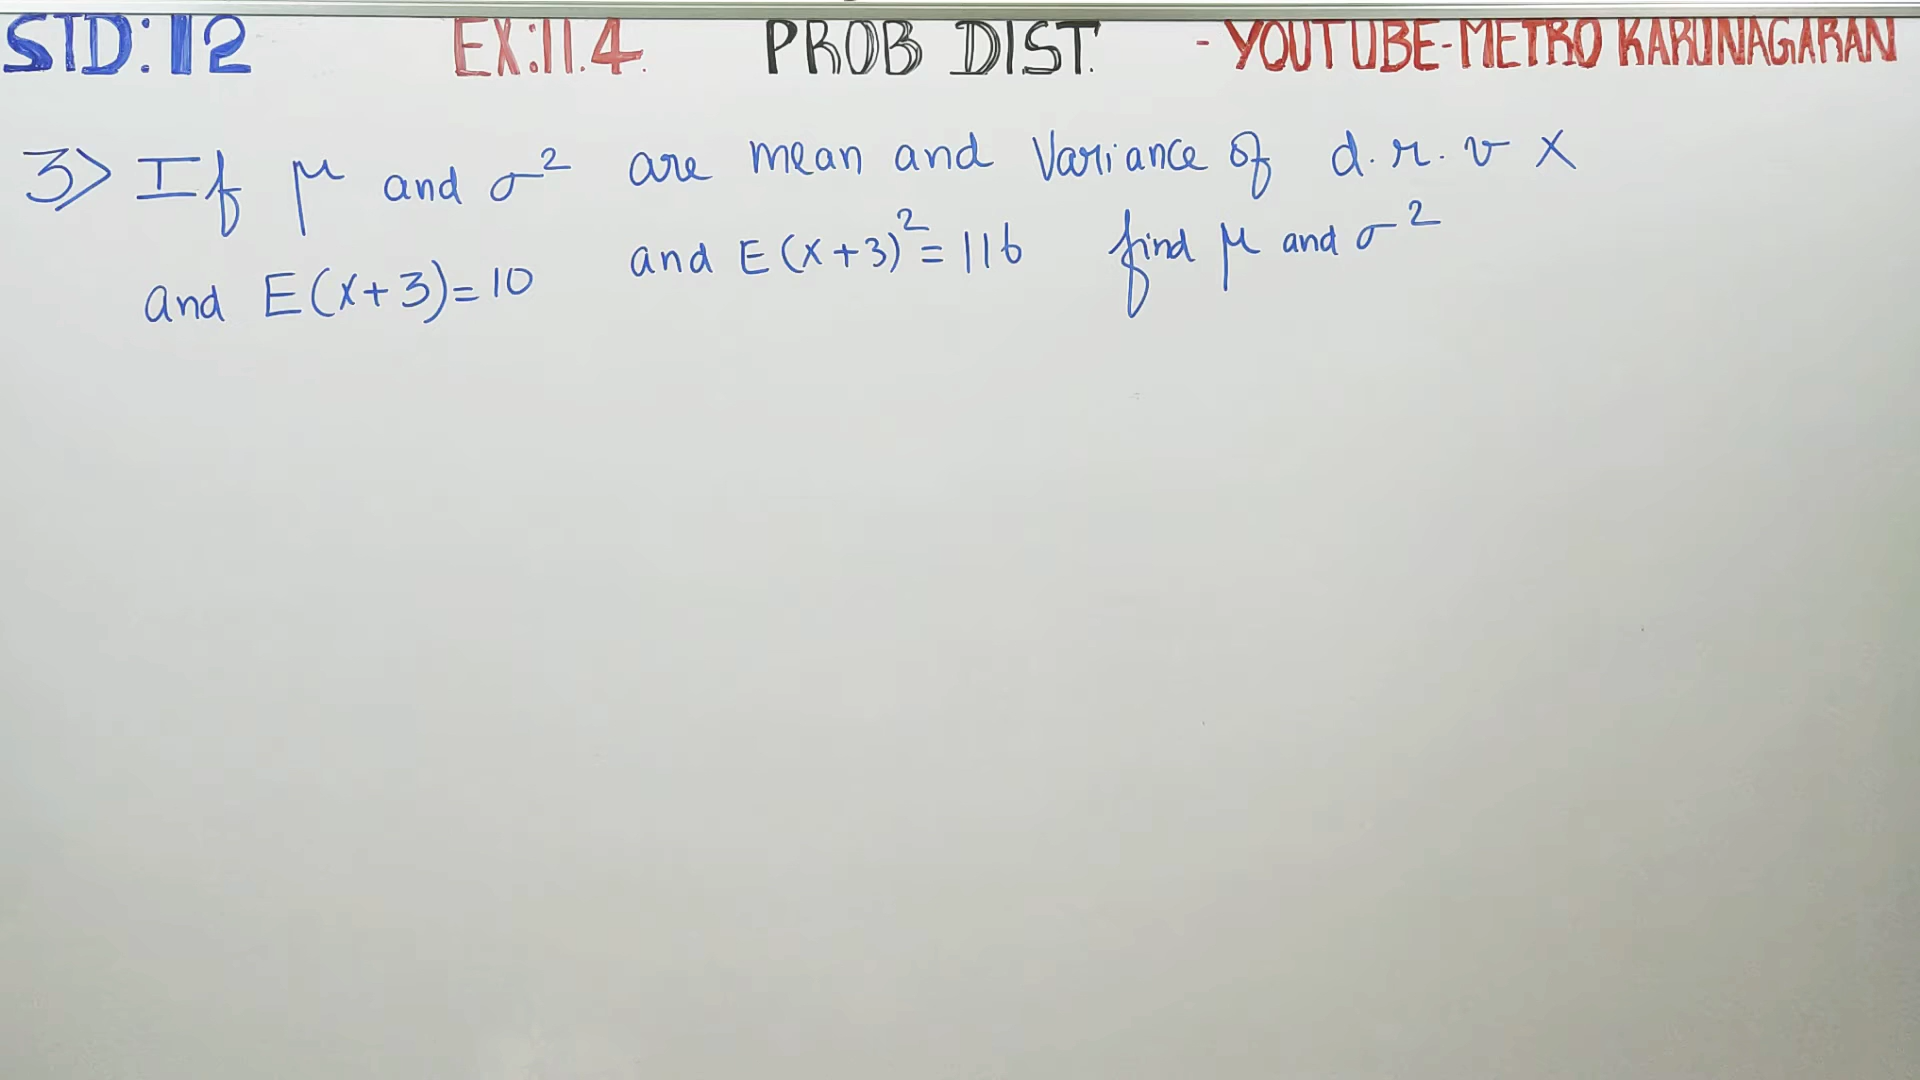 STD:12 EX:11.4. PROB DIST. - YOUTUBE-METRO KARUNAGARAN
3> If μ and σ² are mean and Variance of d.r.v X
and E(x+3)=10 and E(x+3)²=116 find μ and σ²